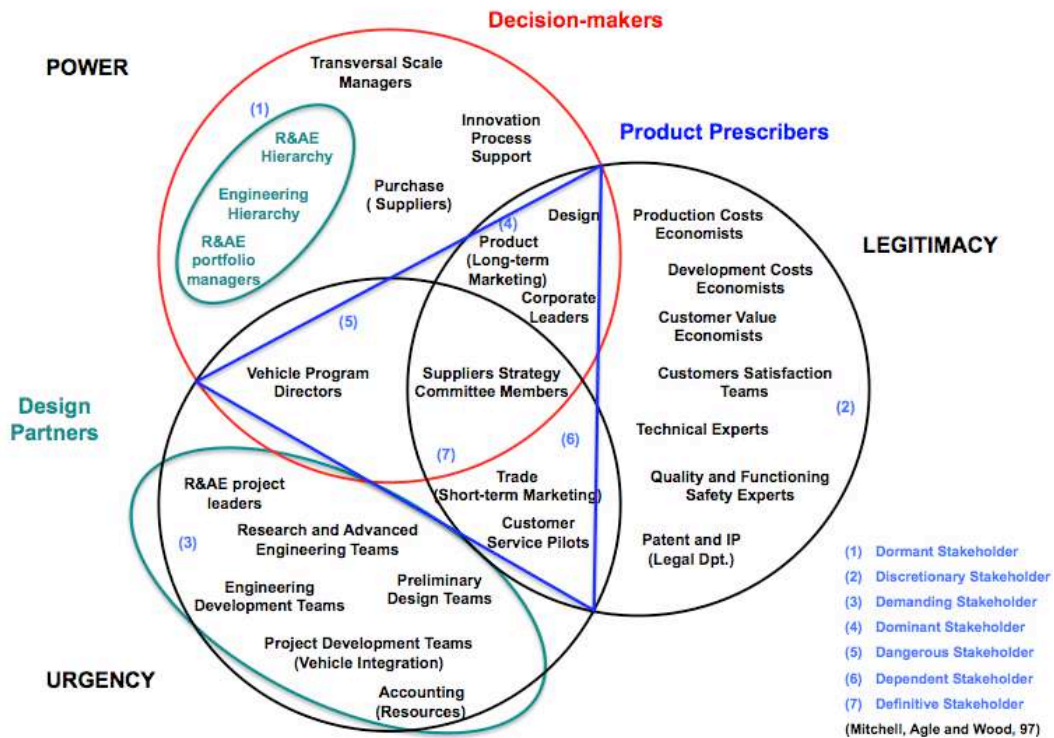 Decision-makers
POWER
Transversal Scale
Managers
(1)
R&AE
Hierarchy
Innovation
Process
Support
Product Prescribers
Engineering
Hierarchy
Purchase
( Suppliers)
R&AE
portfolio
managers
Design
(4)
Product
(Long-term
Marketing)
Production Costs
Economists
LEGITIMACY
Development Costs
Economists
Corporate
Leaders
(5)
Customer Value
Economists
Vehicle Program
Directors
Suppliers Strategy
Committee Members
Customers Satisfaction
Teams
(2)
Design
Partners
Technical Experts
(6)
(7)
R&AE project
leaders
Trade
(Short-term Marketing)
Quality and Functioning
Safety Experts
(3)
Research and Advanced
Engineering Teams
Customer
Service Pilots
Patent and IP
(Legal Dpt.)
Engineering
Development Teams
Preliminary
Design Teams
Project Development Teams
(Vehicle Integration)
URGENCY
Accounting
(Resources)
(1) Dormant Stakeholder
(2) Discretionary Stakeholder
(3) Demanding Stakeholder
(4) Dominant Stakeholder
(5) Dangerous Stakeholder
(6) Dependent Stakeholder
(7) Definitive Stakeholder
(Mitchell, Agle and Wood, 97)